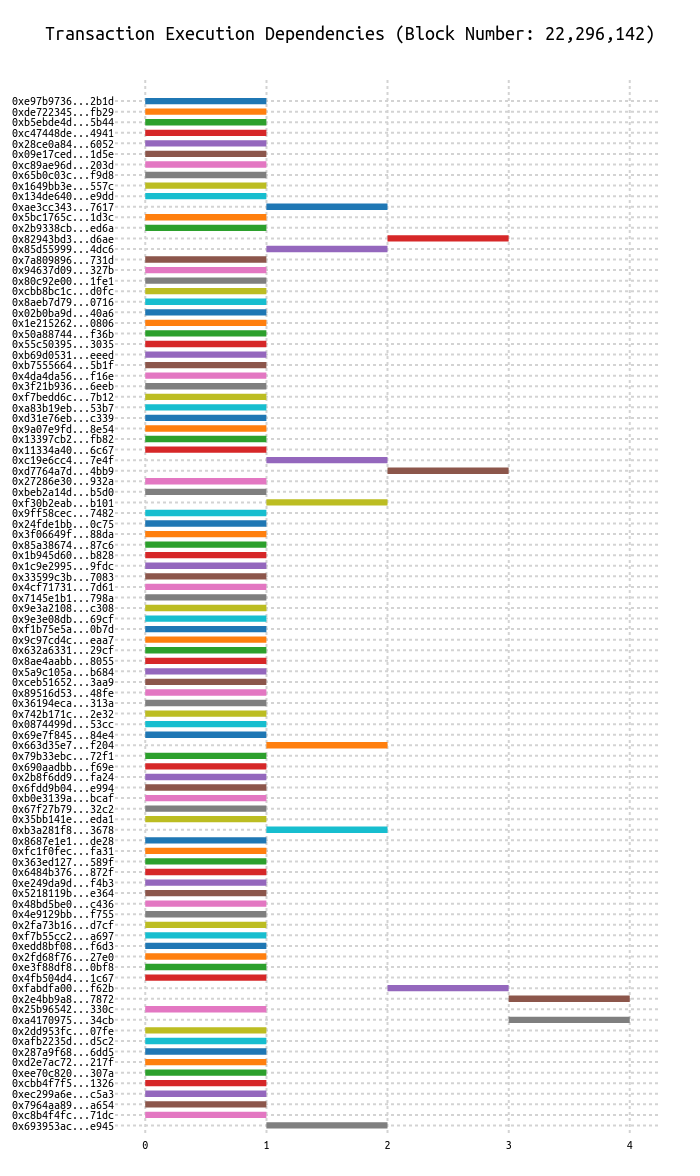 Transaction Execution Dependencies (Block Number: 22,296,142)
0xe97b9736...2b1d
0xde722345...fb29
0xb5ebde4d...5b44
0xc47448de...4941
0x28ce0a84...6052
0x09e17ced...1d5e
0xc89ae96d...203d
0x65b0c03c...f9d8
0x1649bb3e...557c
0x134de640...e9dd
0xae3cc343...7617
0x5bc1765c...1d3c
0x2b9338cb...ed6a
0x82943bd3...d6ae
0x85d55999...4dc6
0x7a809896...731d
0x94637d09...327b
0x80c92e00...1fe1
0xcbb8bc1c...d0fc
0x8aeb7d79...0716
0x02b0ba9d...40a6
0x1e215262...0806
0x50a88744...f36b
0x55c50395...3035
0xb69d0531...eeed
0xb7555664...5b1f
0x4da4da56...f16e
0x3f21b936...6eeb
0xf7bedd6c...7b12
0xa83b19eb...53b7
0xd31e76eb...c339
0x9a07e9fd...8e54
0x13397cb2...fb82
0x11334a40...6c67
0xc19e6cc4...7e4f
0xd7764a7d...4bb9
0x27286e30...932a
0xbeb2a14d...b5d0
0xf30b2eab...b101
0x9ff58cec...7482
0x24fde1bb...0c75
0x3f06649f...88da
0x85a38674...87c6
0x1b945d60...b828
0x1c9e2995...9fdc
0x33599c3b...7083
0x4cf71731...7d61
0x7145e1b1...798a
0x9e3a2108...c308
0x9e3e08db...69cf
0xf1b75e5a...0b7d
0x9c97cd4c...eaa7
0x632a6331...29cf
0x8ae4aabb...8055
0x5a9c105a...b684
0xceb51652...3aa9
0x89516d53...48fe
0x36194eca...313a
0x742b171c...2e32
0x0874499d...53cc
0x69e7f845...84e4
0x663d35e7...f204
0x79b33ebc...72f1
0x690aadbb...f69e
0x2b8f6dd9...fa24
0x6fdd9b04...e994
0xb0e3139a...bcaf
0x67f27b79...32c2
0x35bb141e...eda1
0xb3a281f8...3678
0x8687e1e1...de28
0xfc1f0fec...fa31
0x363ed127...589f
0x6484b376...872f
0xe249da9d...f4b3
0x5218119b...e364
0x48bd5be0...c436
0x4e9129bb...f755
0x2fa73b16...d7cf
0xf7b55cc2...a697
0xedd8bf08...f6d3
0x2fd68f76...27e0
0xe3f88df8...0bf8
0x4fb504d4...1c67
0xfabdfa00...f62b
0x2e4bb9a8...7872
0x25b96542...330c
0xa4170975...34cb
0x2dd953fc...07fe
0xafb2235d...d5c2
0x287a9f68...6dd5
0xd2e7ac72...217f
0xee70c820...307a
0xcbb4f7f5...1326
0xec299a6e...c5a3
0x7964aa89...a654
0xc8b4f4fc...71dc
0x693953ac...e945
0 1 2 3 4